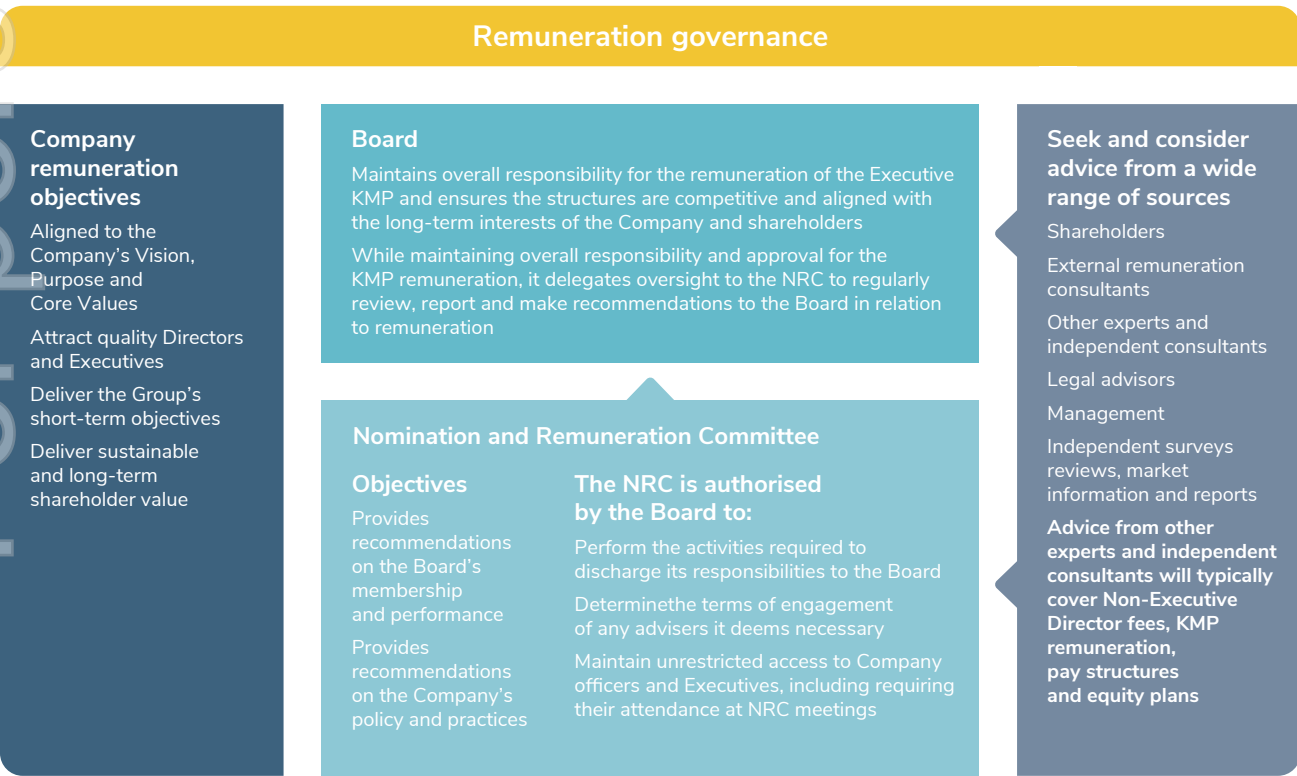 Remuneration governance
Company
remuneration
objectives
Aligned to the
Company's Vision,
Purpose and
Core Values
Attract quality Directors
and Executives
Deliver the Group's
short-term objectives
Deliver sustainable
and long-term
shareholder value
Board
Maintains overall responsibility for the remuneration of the Executive
KMP and ensures the structures are competitive and aligned with
the long-term interests of the Company and shareholders
While maintaining overall responsibility and approval for the
KMP remuneration, it delegates oversight to the NRC to regularly
review, report and make recommendations to the Board in relation
to remuneration
Nomination and Remuneration Committee
Objectives
Provides
recommendations
on the Board's
membership
and performance
Provides
recommendations
on the Company's
policy and practices
The NRC is authorised
by the Board to:
Perform the activities required to
discharge its responsibilities to the Board
Determinethe terms of engagement
of any advisers it deems necessary
Maintain unrestricted access to Company
officers and Executives, including requiring
their attendance at NRC meetings
Seek and consider
advice from a wide
range of sources
Shareholders
External remuneration
consultants
Other experts and
independent consultants
Legal advisors
Management
Independent surveys
reviews, market
information and reports
Advice from other
experts and independent
consultants will typically
cover Non-Executive
Director fees, KMP
remuneration,
pay structures
and equity plans